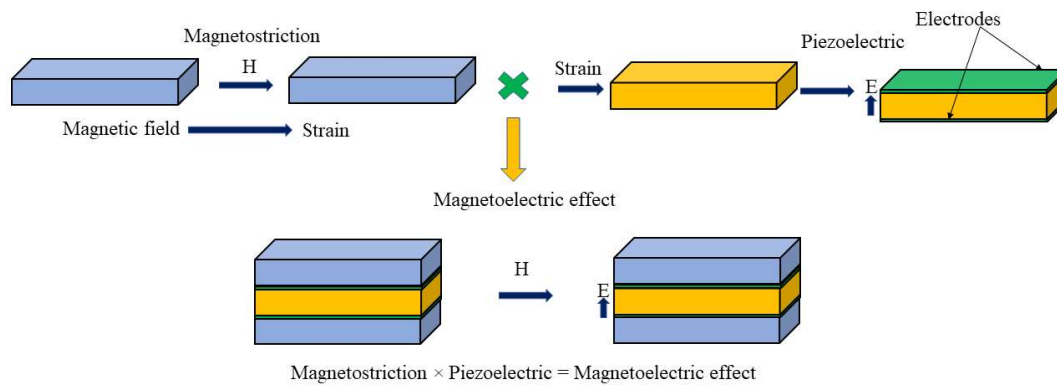 Electrodes
Magnetostriction
Piezoelectric
H
Strain
E
Magnetic field
Strain
Magnetoelectric effect
H
E
Magnetostriction × Piezoelectric = Magnetoelectric effect